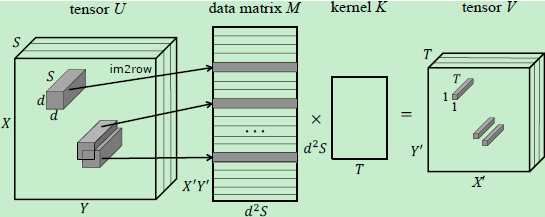 tensor U
data matrix M
kernel K
tensor V
S
S
d
d
X
Y
im2row
...
X′Y′
d²S
×
d²S
T
=
T
T
1
1
Y′
X′